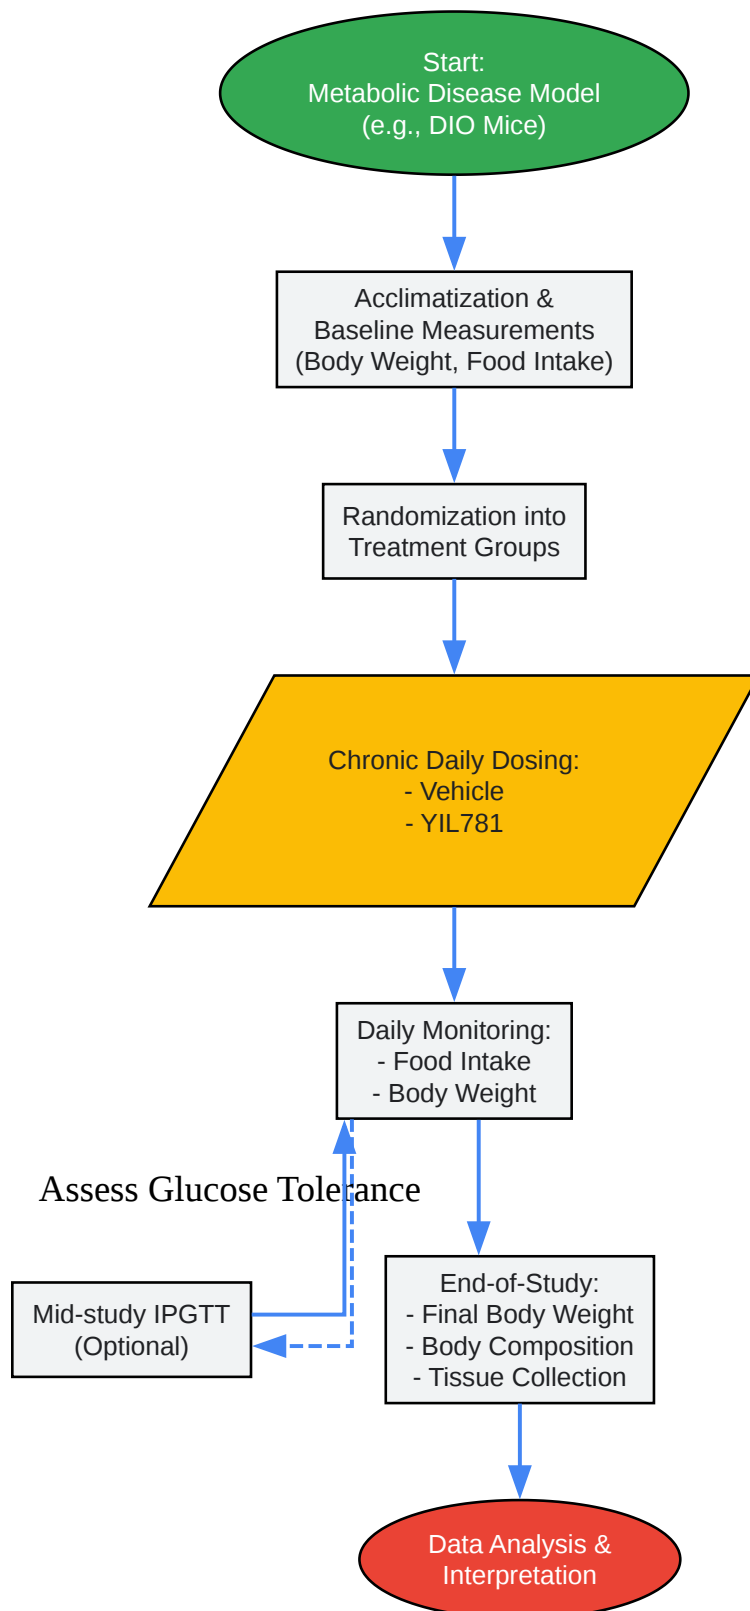 Start:
Metabolic Disease Model
(e.g., DIO Mice)
Acclimatization &
Baseline Measurements
(Body Weight, Food Intake)
Randomization into
Treatment Groups
Chronic Daily Dosing:
- Vehicle
- YIL781
Daily Monitoring:
- Food Intake
- Body Weight
Assess Glucose Tolerance
Mid-study IPGTT
(Optional)
End-of-Study:
- Final Body Weight
- Body Composition
- Tissue Collection
Data Analysis &
Interpretation